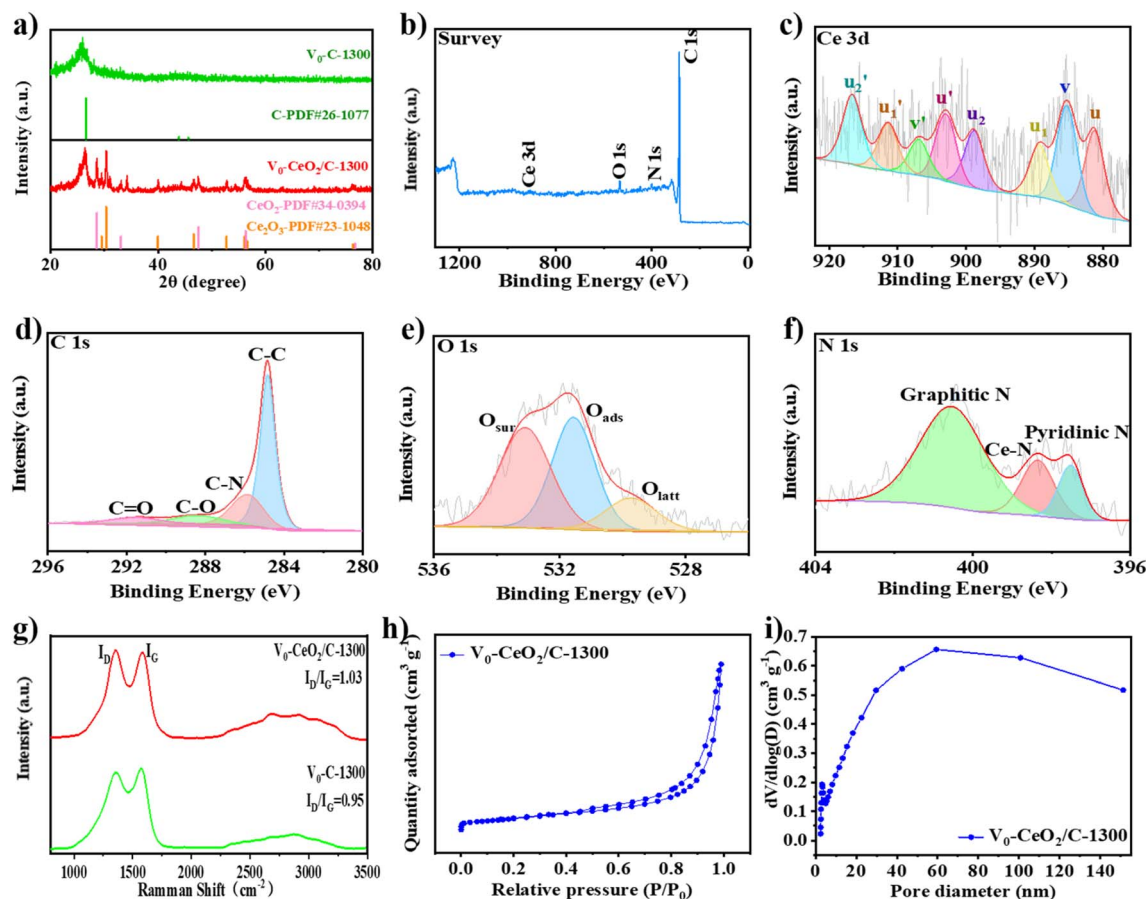 a)
V₀-C-1300
C-PDF#26-1077
V₀-CeO₂/C-1300
CeO₂-PDF#34-0394
Ce₂O₃-PDF#23-1048
Intensity (a.u.)
20 40 60 80
2θ (degree)
b)
Survey
C 1s
Ce 3d
O 1s
N 1s
Intensity (a.u.)
1200 800 400 0
Binding Energy (eV)
c)
Ce 3d
u₂' u₁' v' u' u₂ u₁ v u
Intensity (a.u.)
920 910 900 890 880
Binding Energy (eV)
d)
C 1s
C-C
C-N
C=O
C-O
Intensity (a.u.)
296 292 288 284 280
Binding Energy (eV)
e)
O 1s
Osur
Oads
Olatt
Intensity (a.u.)
536 532 528
Binding Energy (eV)
f)
N 1s
Graphitic N
Ce-N
Pyridinic N
Intensity (a.u.)
404 400 396
Binding Energy (eV)
g)
I_D I_G
V₀-CeO₂/C-1300
I_D/I_G=1.03
V₀-C-1300
I_D/I_G=0.95
Intensity (a.u.)
1000 1500 2000 2500 3000 3500
Ramman Shift (cm⁻²)
h)
V₀-CeO₂/C-1300
Quantity adsorded (cm³ g⁻¹)
0.0 0.2 0.4 0.6 0.8 1.0
Relative pressure (P/P₀)
i)
0.7
0.6
0.5
0.4
0.3
0.2
0.1
0.0
dV/dlog(D) (cm³ g⁻¹)
V₀-CeO₂/C-1300
0 20 40 60 80 100 120 140
Pore diameter (nm)